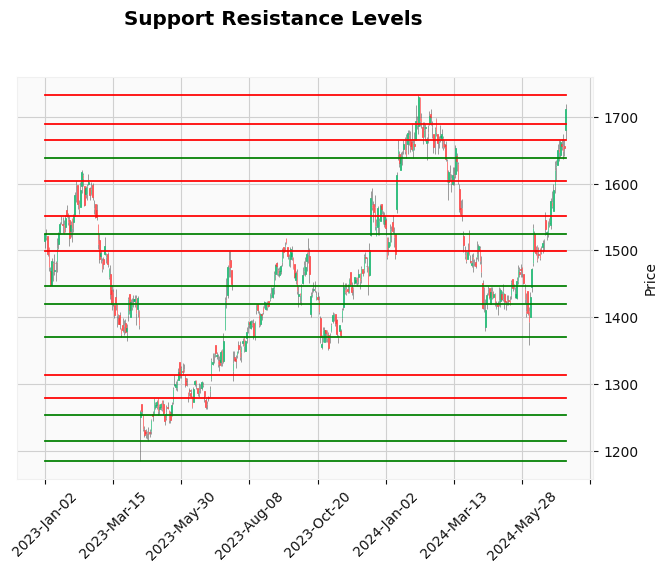 Support Resistance Levels
1700
1600
1500
1400
1300
1200
Price
2023-Jan-02
2023-Mar-15
2023-May-30
2023-Aug-08
2023-Oct-20
2024-Jan-02
2024-Mar-13
2024-May-28